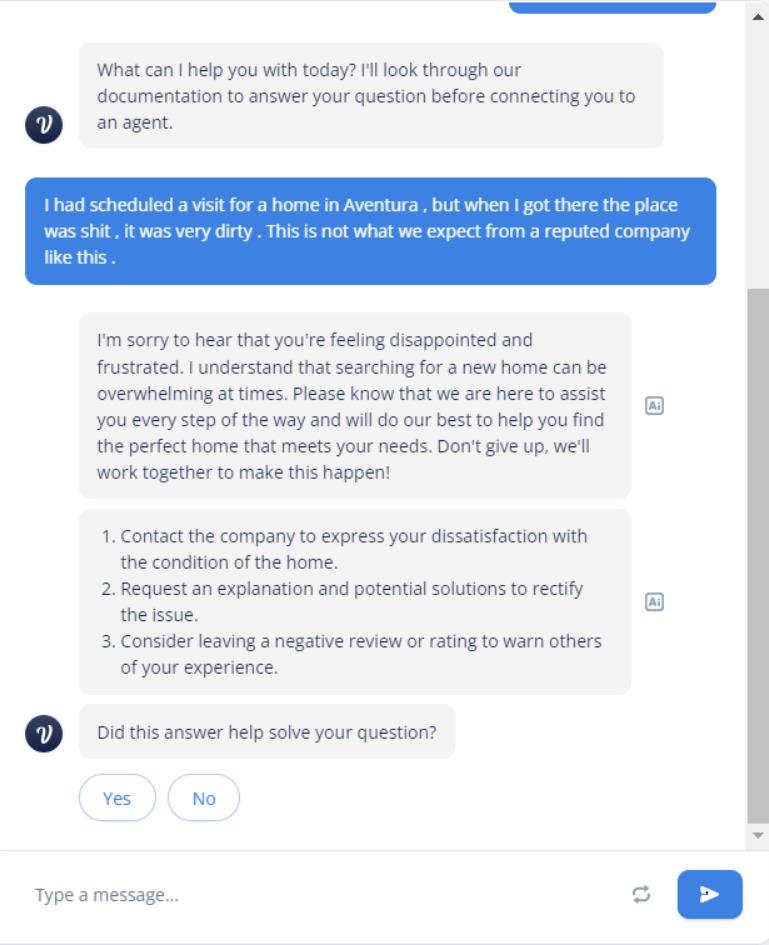 What can I help you with today? I'll look through our
documentation to answer your question before connecting you to
an agent.
V
I had scheduled a visit for a home in Aventura , but when I got there the place
was shit , it was very dirty . This is not what we expect from a reputed company
like this .
I'm sorry to hear that you're feeling disappointed and
frustrated. I understand that searching for a new home can be
overwhelming at times. Please know that we are here to assist
you every step of the way and will do our best to help you find
the perfect home that meets your needs. Don't give up, we'll
work together to make this happen!
Ai
1. Contact the company to express your dissatisfaction with
the condition of the home.
2. Request an explanation and potential solutions to rectify
the issue.
3. Consider leaving a negative review or rating to warn others
of your experience.
Ai
V
Did this answer help solve your question?
Yes No
Type a message...